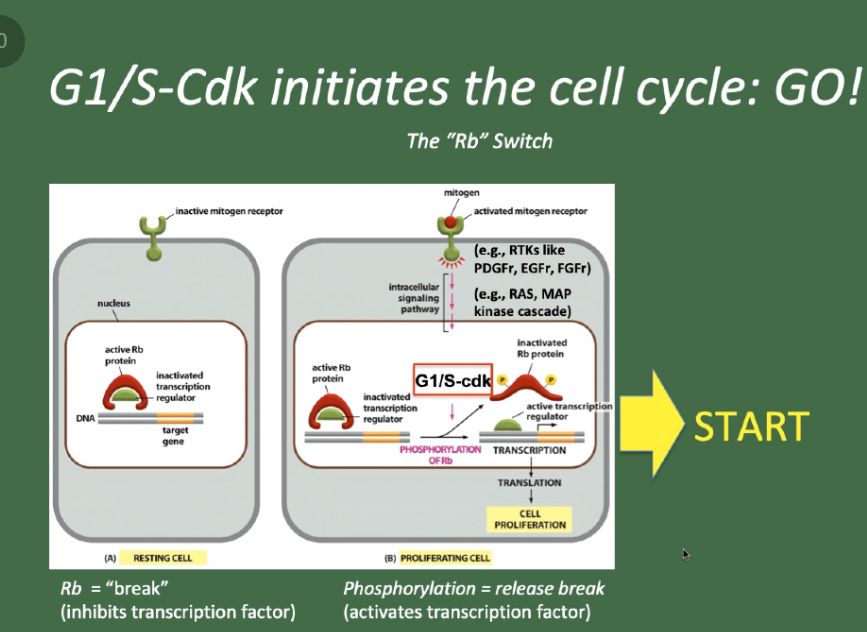 0
G1/S-Cdk initiates the cell cycle: GO!
The "Rb" Switch
inactive mitogen receptor
nucleus
active Rb
protein
inactivated
transcription
regulator
DNA
target
gene
(A) RESTING CELL
mitogen
activated mitogen receptor
(e.g., RTKs like
PDGFr, EGFr, FGFr)
intracellular
signaling
pathway
(e.g., RAS, MAP
kinase cascade)
active Rb
protein
inactivated
transcription
regulator
G1/S-cdk
inactivated
Rb protein
P
P
active transcription
regulator
PHOSPHORYLATION
OF Rb
TRANSCRIPTION
TRANSLATION
CELL
PROLIFERATION
(B) PROLIFERATING CELL
START
Rb = "break"
(inhibits transcription factor)
Phosphorylation = release break
(activates transcription factor)